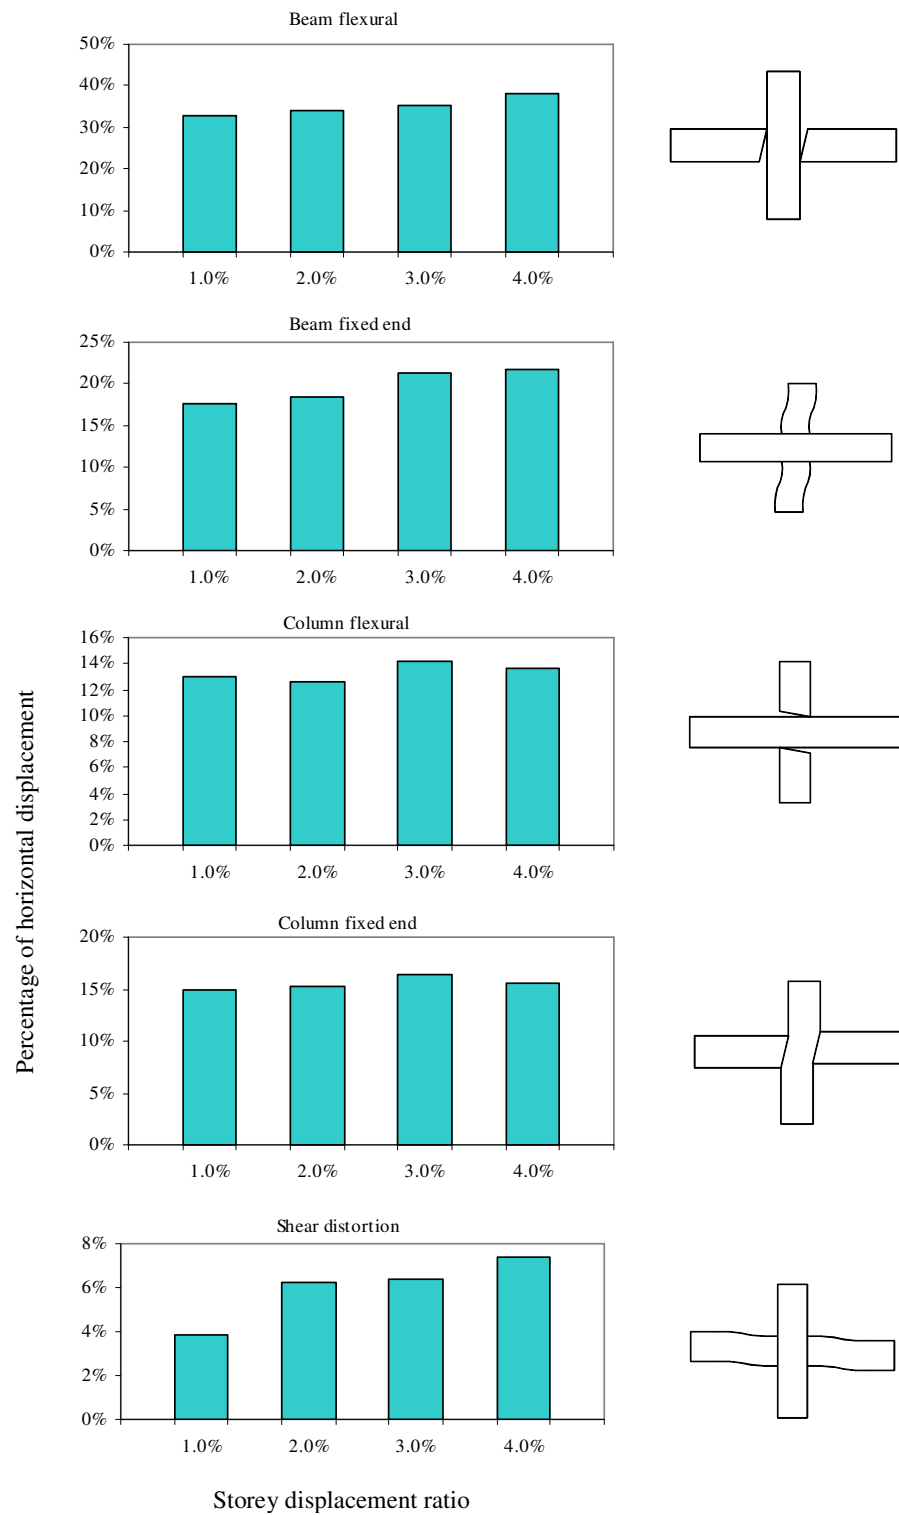 Beam flexural
50%
40%
30%
20%
10%
0%
1.0% 2.0% 3.0% 4.0%
Beam fixed end
25%
20%
15%
10%
5%
0%
1.0% 2.0% 3.0% 4.0%
Column flexural
16%
14%
12%
10%
8%
6%
4%
2%
0%
1.0% 2.0% 3.0% 4.0%
Percentage of horizontal displacement
Column fixed end
20%
15%
10%
5%
0%
1.0% 2.0% 3.0% 4.0%
Shear distortion
8%
6%
4%
2%
0%
1.0% 2.0% 3.0% 4.0%
Storey displacement ratio